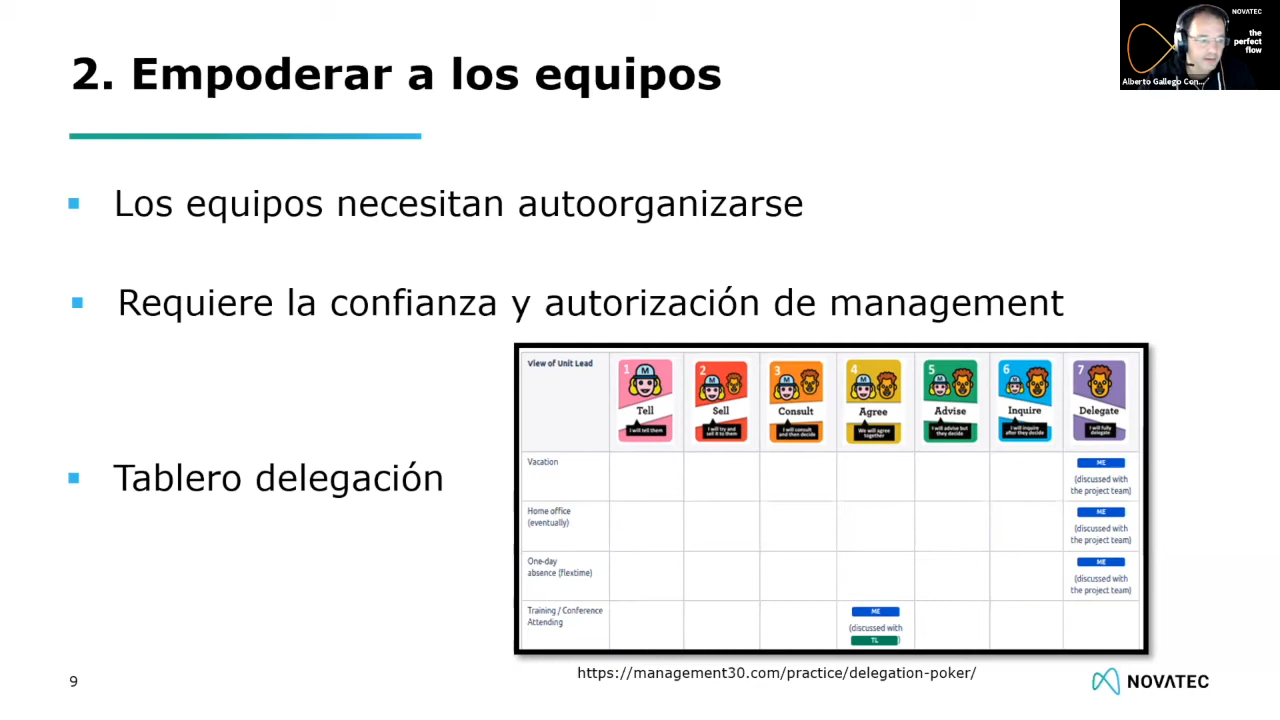 2. Empoderar a los equipos
NOVATEC
the
perfect
flow
Alberto Gallego Con...
Los equipos necesitan autoorganizarse
Requiere la confianza y autorización de management
Tablero delegación
View of Unit Lead
1
Tell
I will tell them
2
Sell
I will try and
sell it to them
3
Consult
I will consult
and then decide
4
Agree
We will agree
together
5
Advise
I will advise but
they decide
6
Inquire
I will inquire
after they decide
7
Delegate
I will fully
delegate
Vacation
ME
(discussed with
the project team)
Home office
(eventually)
ME
(discussed with
the project team)
One-day
absence (flextime)
ME
(discussed with
the project team)
Training / Conference
Attending
ME
(discussed with
TL )
https://management30.com/practice/delegation-poker/
9
NOVATEC